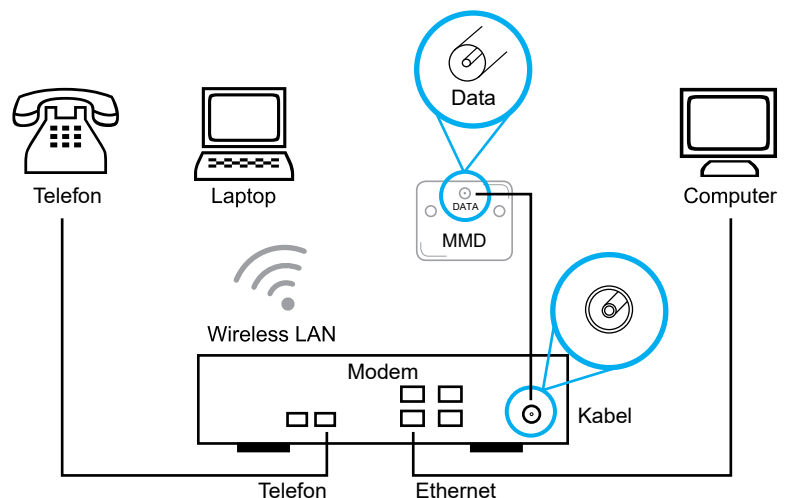 Data
Telefon
Laptop
DATA
MMD
Computer
Wireless LAN
Modem
Kabel
Telefon
Ethernet